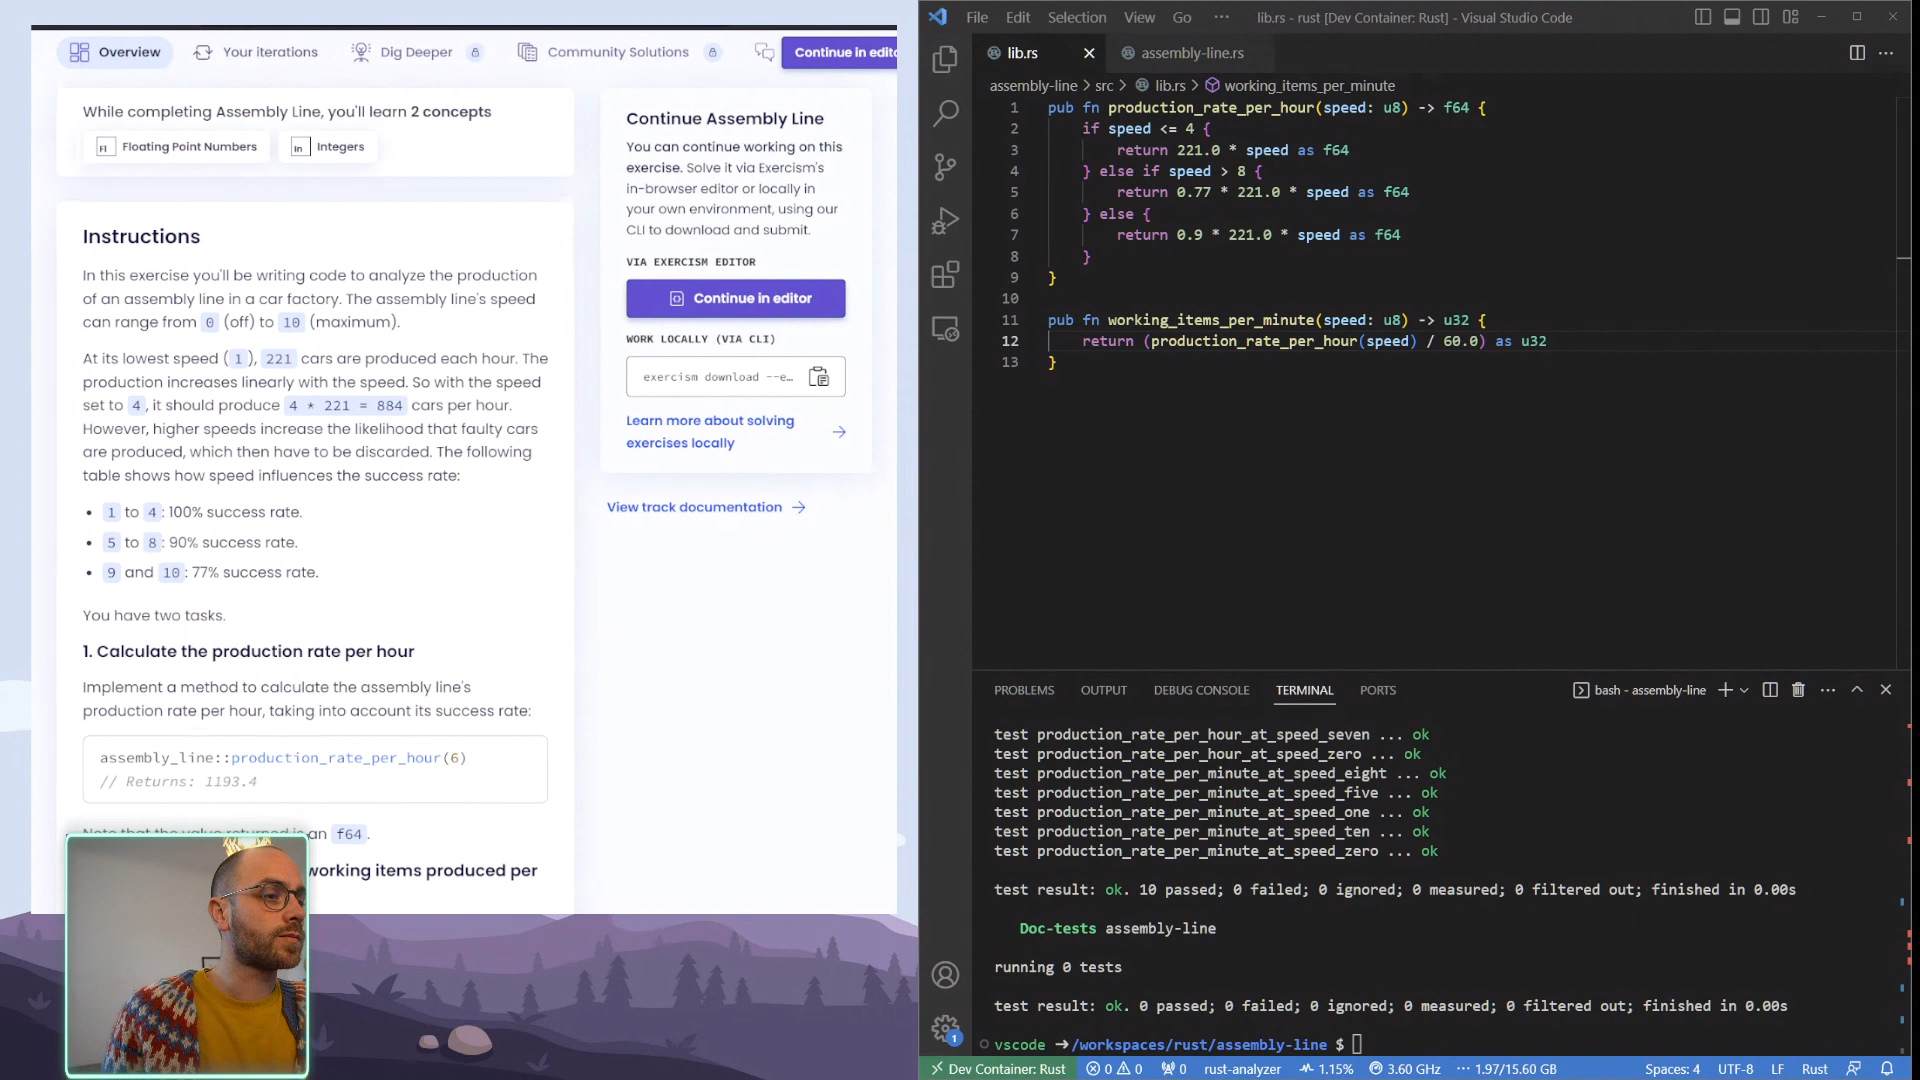 Overview
Your iterations
Dig Deeper
Community Solutions
Continue in edito
While completing Assembly Line, you'll learn 2 concepts
Fl Floating Point Numbers
In Integers
Instructions
In this exercise you'll be writing code to analyze the production
of an assembly line in a car factory. The assembly line's speed
can range from 0 (off) to 10 (maximum).
At its lowest speed (1), 221 cars are produced each hour. The
production increases linearly with the speed. So with the speed
set to 4, it should produce 4 * 221 = 884 cars per hour.
However, higher speeds increase the likelihood that faulty cars
are produced, which then have to be discarded. The following
table shows how speed influences the success rate:
• 1 to 4: 100% success rate.
• 5 to 8: 90% success rate.
• 9 and 10: 77% success rate.
You have two tasks.
1. Calculate the production rate per hour
Implement a method to calculate the assembly line's
production rate per hour, taking into account its success rate:
assembly_line::production_rate_per_hour(6)
// Returns: 1193.4
Note that the value returned is an f64.
working items produced per
Continue Assembly Line
You can continue working on this
exercise. Solve it via Exercism's
in-browser editor or locally in
your own environment, using our
CLI to download and submit.
VIA EXERCISM EDITOR
Continue in editor
WORK LOCALLY (VIA CLI)
exercism download --e…
Learn more about solving
exercises locally
View track documentation
File Edit Selection View Go ··· lib.rs - rust [Dev Container: Rust] - Visual Studio Code
lib.rs
assembly-line.rs
assembly-line > src > lib.rs > working_items_per_minute
1 pub fn production_rate_per_hour(speed: u8) -> f64 {
2 if speed <= 4 {
3 return 221.0 * speed as f64
4 } else if speed > 8 {
5 return 0.77 * 221.0 * speed as f64
6 } else {
7 return 0.9 * 221.0 * speed as f64
8 }
9 }
10
11 pub fn working_items_per_minute(speed: u8) -> u32 {
12 return (production_rate_per_hour(speed) / 60.0) as u32
13 }
PROBLEMS OUTPUT DEBUG CONSOLE TERMINAL PORTS
bash - assembly-line
test production_rate_per_hour_at_speed_seven ... ok
test production_rate_per_hour_at_speed_zero ... ok
test production_rate_per_minute_at_speed_eight ... ok
test production_rate_per_minute_at_speed_five ... ok
test production_rate_per_minute_at_speed_one ... ok
test production_rate_per_minute_at_speed_ten ... ok
test production_rate_per_minute_at_speed_zero ... ok
test result: ok. 10 passed; 0 failed; 0 ignored; 0 measured; 0 filtered out; finished in 0.00s
Doc-tests assembly-line
running 0 tests
test result: ok. 0 passed; 0 failed; 0 ignored; 0 measured; 0 filtered out; finished in 0.00s
vscode ➜ /workspaces/rust/assembly-line $
1
Dev Container: Rust 0 0 0 rust-analyzer 1.15% 3.60 GHz ··· 1.97/15.60 GB Spaces: 4 UTF-8 LF Rust